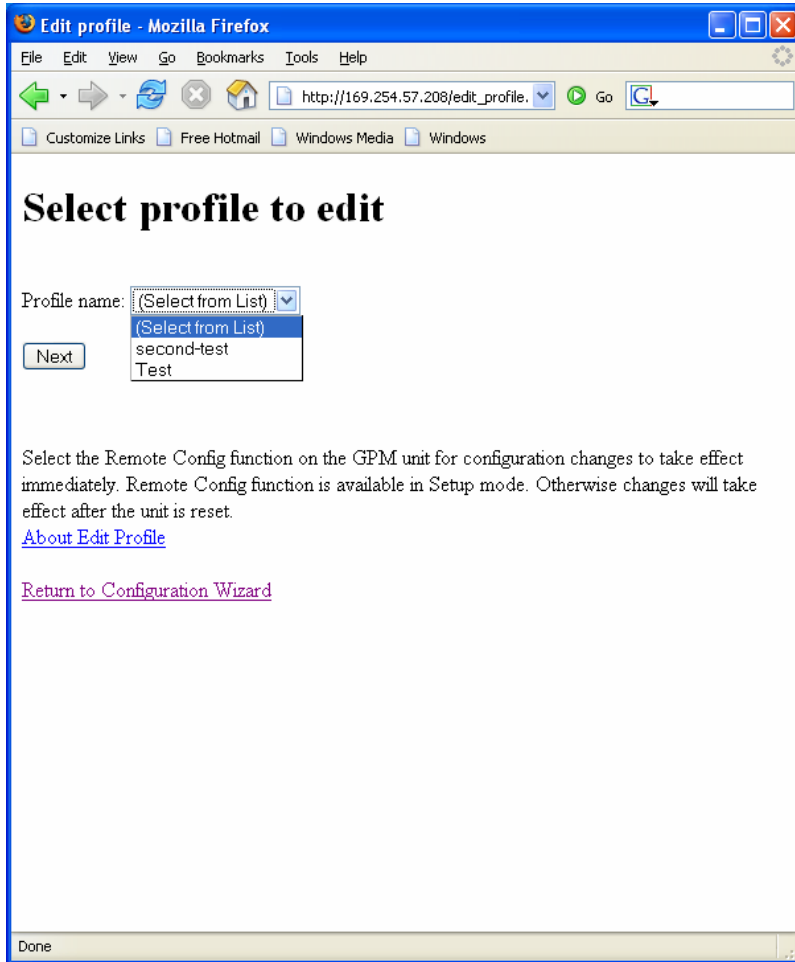 Edit profile - Mozilla Firefox
File Edit View Go Bookmarks Tools Help
http://169.254.57.208/edit_profile. Go G
Customize Links Free Hotmail Windows Media Windows
Select profile to edit
Profile name: (Select from List)
(Select from List)
second-test
Test
Next
Select the Remote Config function on the GPM unit for configuration changes to take effect
immediately. Remote Config function is available in Setup mode. Otherwise changes will take
effect after the unit is reset.
About Edit Profile
Return to Configuration Wizard
Done